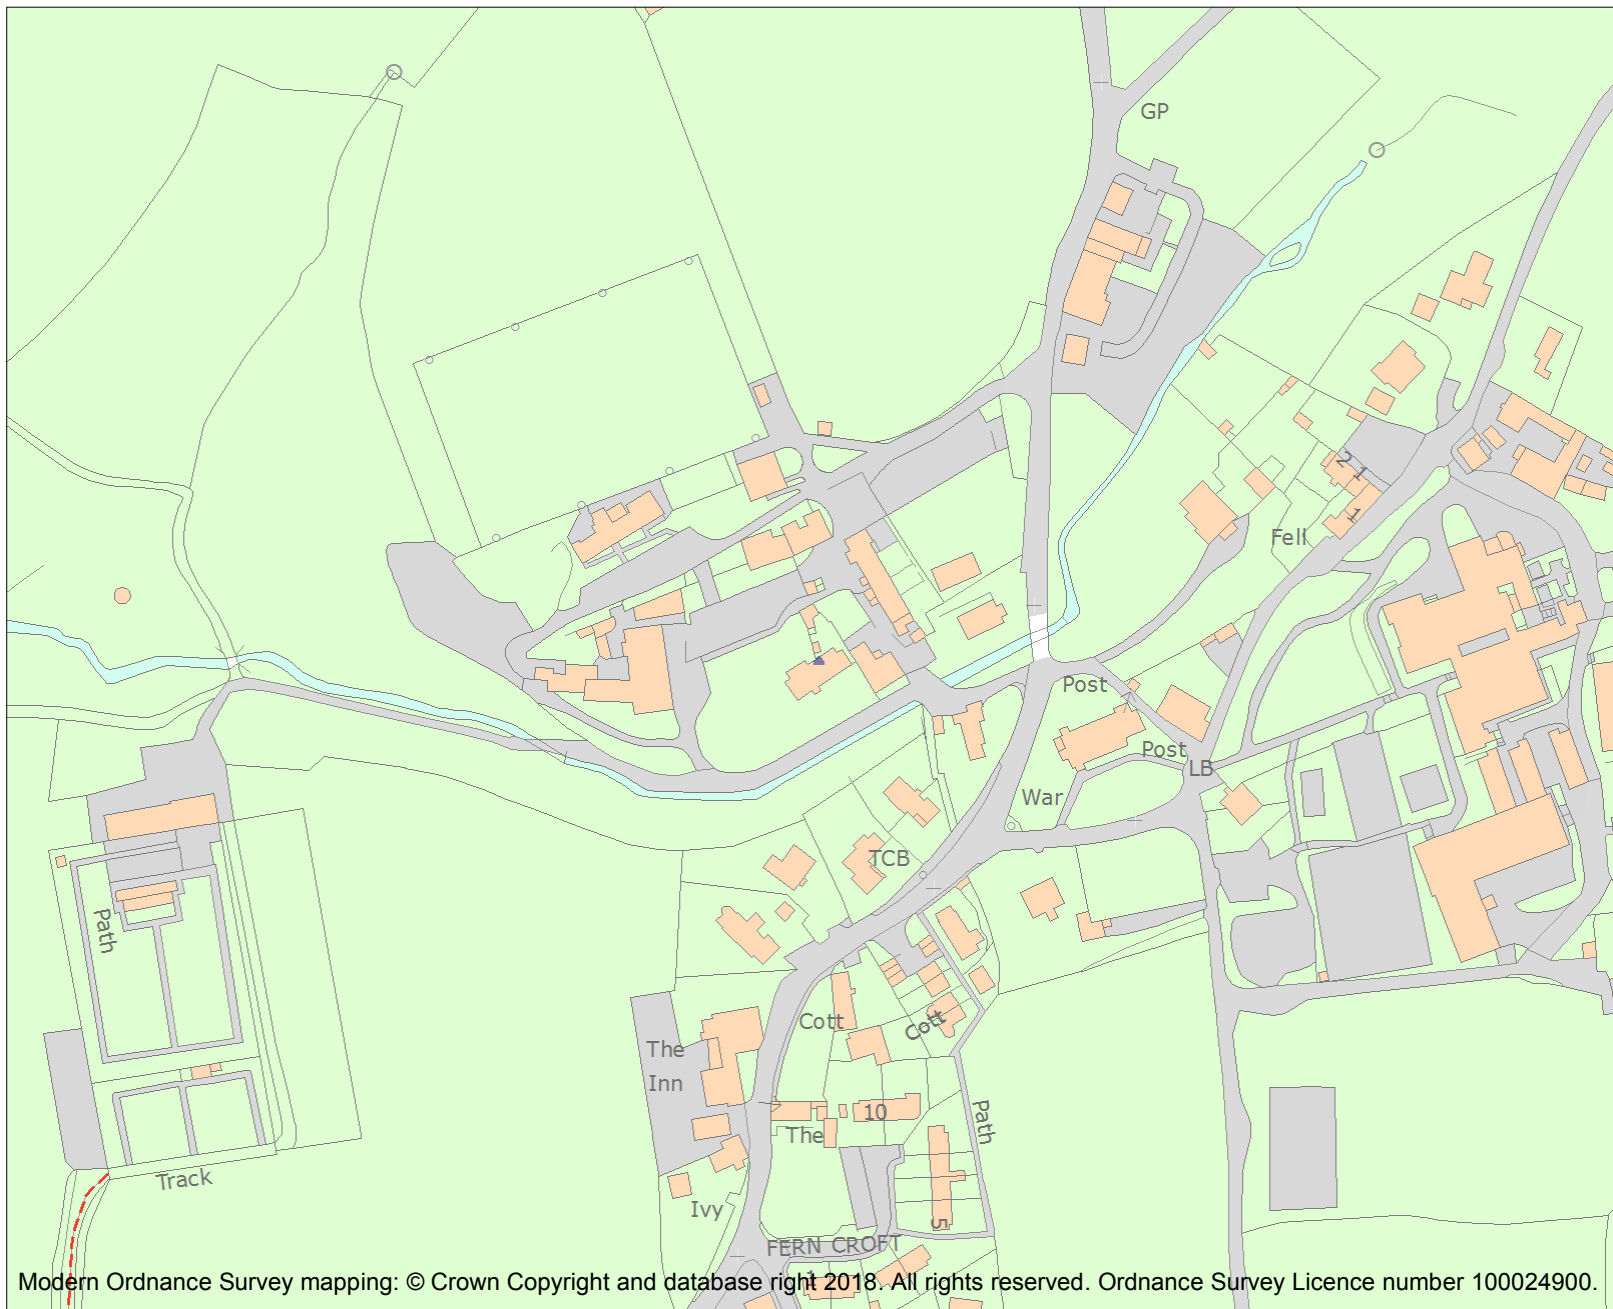 GP
2 1
1
Fell
Post
Post
LB
War
TCB
Path
Cott
Cott
The
Inn
10
The
Path
Track
Ivy
5
FERN CROFT
1
Modern Ordnance Survey mapping: © Crown Copyright and database right 2018. All rights reserved. Ordnance Survey Licence number 100024900.